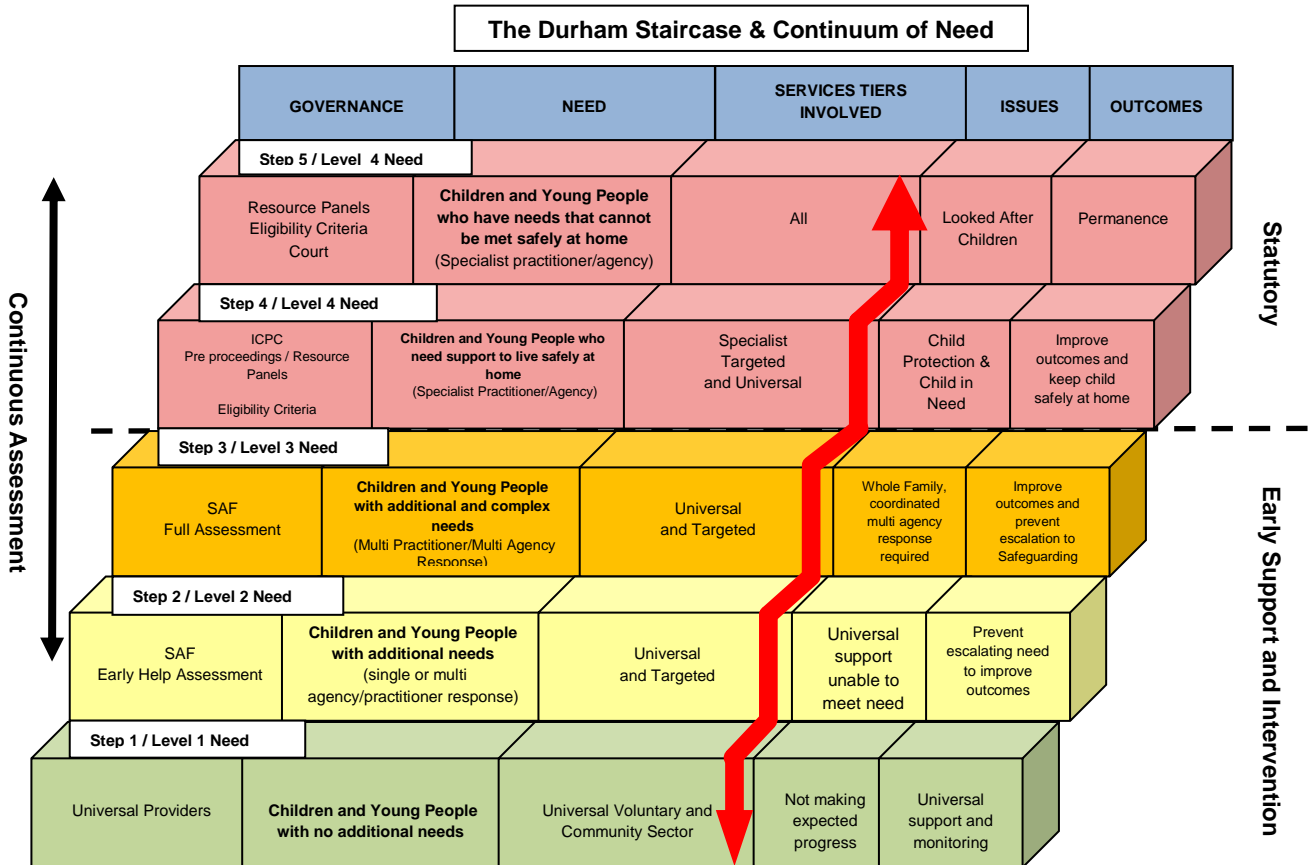 The Durham Staircase & Continuum of Need
GOVERNANCE
NEED
SERVICES TIERS
INVOLVED
ISSUES
OUTCOMES
Step 5 / Level 4 Need
Resource Panels
Eligibility Criteria
Court
Children and Young People
who have needs that cannot
be met safely at home
(Specialist practitioner/agency)
All
Looked After
Children
Permanence
Step 4 / Level 4 Need
ICPC
Pre proceedings / Resource
Panels
Eligibility Criteria
Children and Young People who
need support to live safely at
home
(Specialist Practitioner/Agency)
Specialist
Targeted
and Universal
Child
Protection &
Child in
Need
Improve
outcomes and
keep child
safely at home
Step 3 / Level 3 Need
SAF
Full Assessment
Children and Young People
with additional and complex
needs
(Multi Practitioner/Multi Agency
Response)
Universal
and Targeted
Whole Family,
coordinated
multi agency
response
required
Improve
outcomes and
prevent
escalation to
Safeguarding
Step 2 / Level 2 Need
SAF
Early Help Assessment
Children and Young People
with additional needs
(single or multi
agency/practitioner response)
Universal
and Targeted
Universal
support
unable to
meet need
Prevent
escalating need
to improve
outcomes
Step 1 / Level 1 Need
Universal Providers
Children and Young People
with no additional needs
Universal Voluntary and
Community Sector
Not making
expected
progress
Universal
support and
monitoring
Continuous Assessment
Statutory
Early Support and Intervention